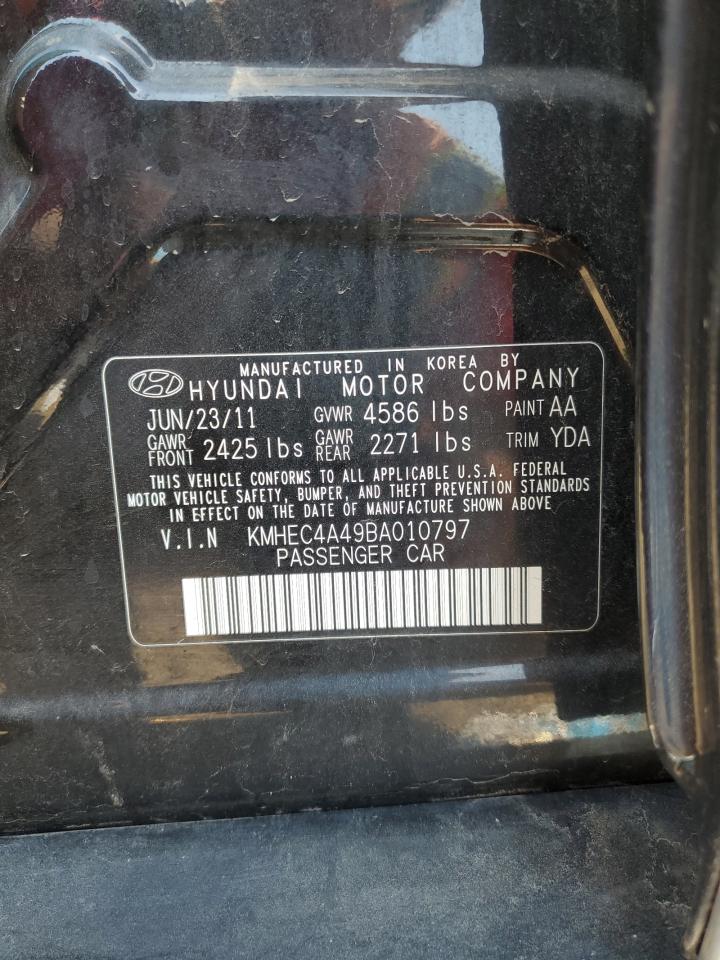 MANUFACTURED IN KOREA BY
HYUNDAI MOTOR COMPANY
JUN/23/11 GVWR 4586 lbs PAINT AA
GAWR FRONT 2425 lbs GAWR REAR 2271 lbs TRIM YDA
THIS VEHICLE CONFORMS TO ALL APPLICABLE U.S.A. FEDERAL
MOTOR VEHICLE SAFETY, BUMPER, AND THEFT PREVENTION STANDARDS
IN EFFECT ON THE DATE OF MANUFACTURE SHOWN ABOVE
V.I.N KMHEC4A49BA010797
PASSENGER CAR